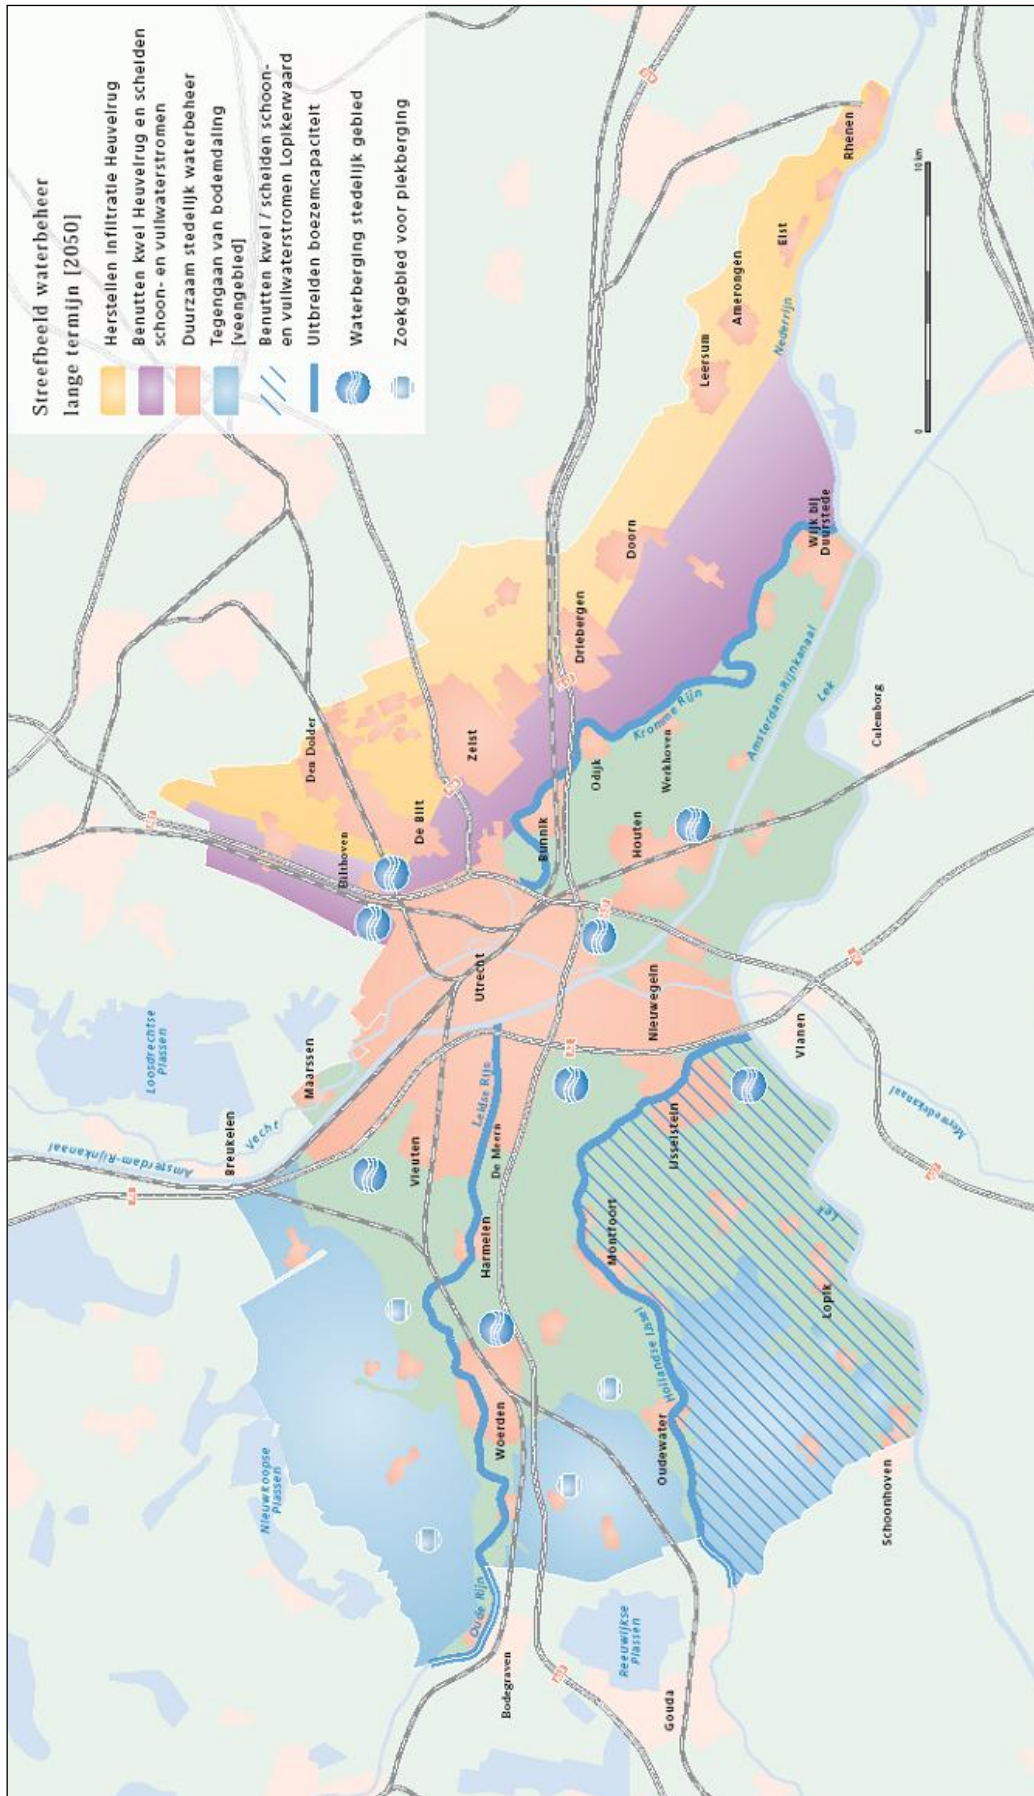 Streefbeeld waterbeheer
lange termijn [2050]
Herstellen infiltratie Heuvelrug
Benutten kwel Heuvelrug en scheiden
schoon- en vuilwaterstromen
Duurzaam stedelijk waterbeheer
Tegengaan van bodemdaling
[veengebied]
Benutten kwel / scheiden schoon-
en vuilwaterstromen Lopikerwaard
Uitbreiden boezemcapaciteit
Waterberging stedelijk gebied
Zoekgebied voor piekberging
Breukelen
Amsterdam-Rijnkanaal
Vecht
Loosdrechtse
Plassen
Maarssen
Nieuwkoopse
Plassen
Bilthoven
Den Dolder
De Bilt
Zeist
Utrecht
Vleuten
Leidse Rijn
De Meern
Harmelen
Woerden
Oude Rijn
Bodegraven
Reeuwijkse
Plassen
Gouda
Bunnik
Odijk
Driebergen
Doorn
Leersum
Amerongen
Elst
Rhenen
Nederrijn
Kromme Rijn
Werkhoven
Houten
Nieuwegein
Wijk bij
Duurstede
Amsterdam-Rijnkanaal
Lek
Culemborg
Vianen
Merwedekanaal
IJsselstein
Montfoort
Hollandse IJssel
Oudewater
Lopik
Lek
Schoonhoven
0
10 km